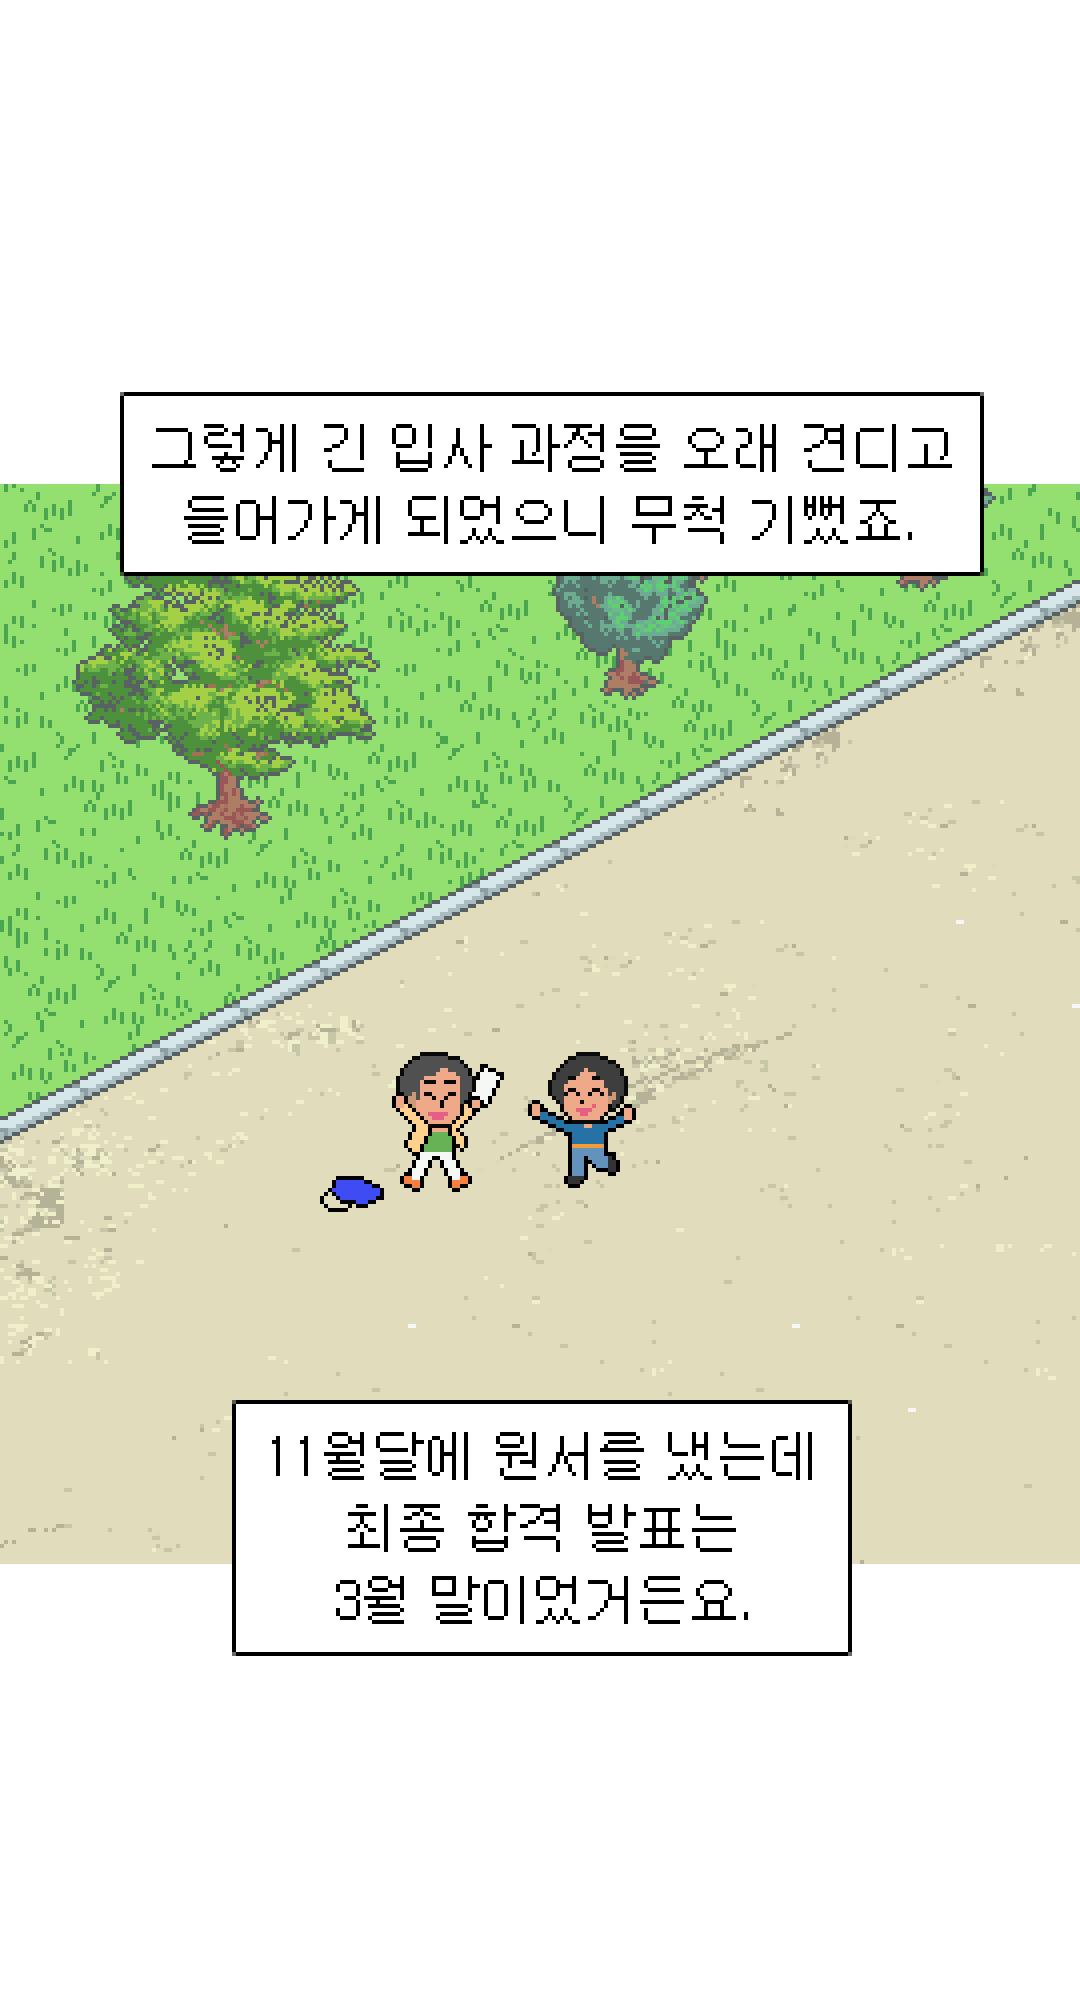 그렇게 긴 입사 과정을 오래 견디고
들어가게 되었으니 무척 기뻤죠.
11월달에 원서를 냈는데
최종 합격 발표는
3월 말이었거든요.